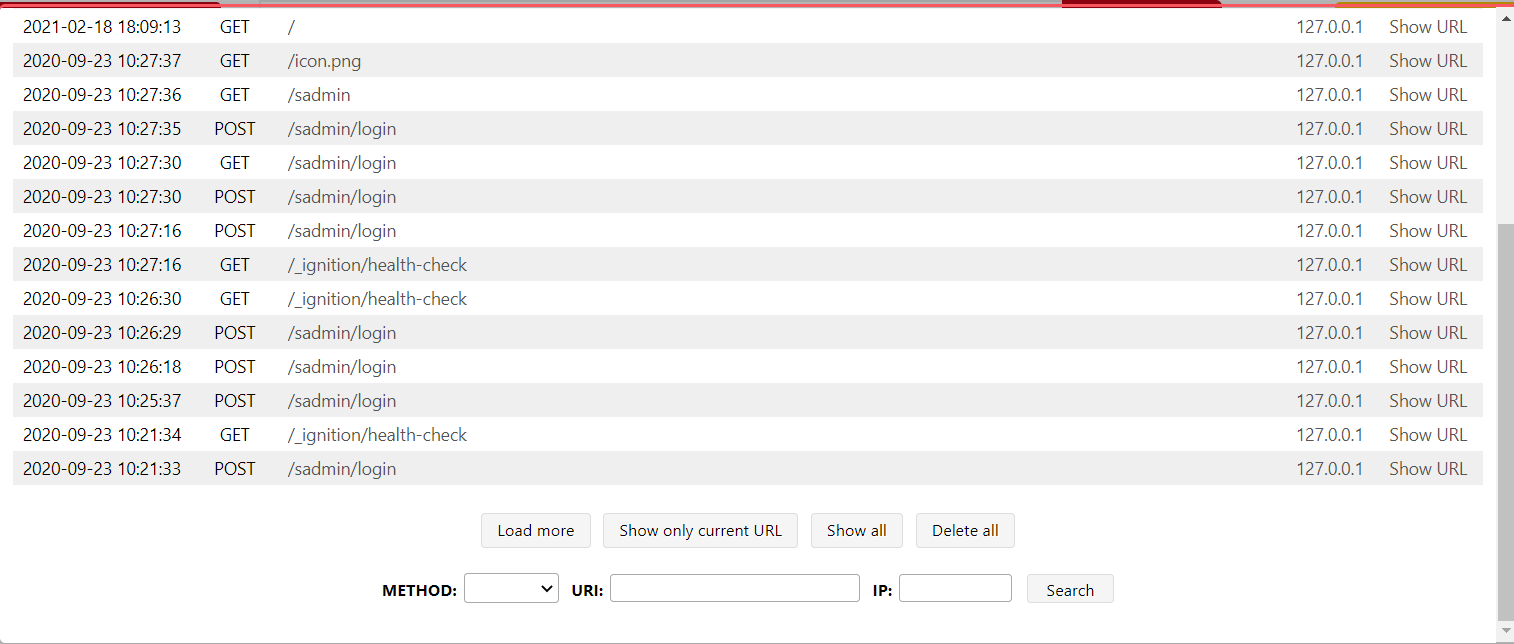 2021-02-18 18:09:13 GET / 127.0.0.1 Show URL
2020-09-23 10:27:37 GET /icon.png 127.0.0.1 Show URL
2020-09-23 10:27:36 GET /sadmin 127.0.0.1 Show URL
2020-09-23 10:27:35 POST /sadmin/login 127.0.0.1 Show URL
2020-09-23 10:27:30 GET /sadmin/login 127.0.0.1 Show URL
2020-09-23 10:27:30 POST /sadmin/login 127.0.0.1 Show URL
2020-09-23 10:27:16 POST /sadmin/login 127.0.0.1 Show URL
2020-09-23 10:27:16 GET /_ignition/health-check 127.0.0.1 Show URL
2020-09-23 10:26:30 GET /_ignition/health-check 127.0.0.1 Show URL
2020-09-23 10:26:29 POST /sadmin/login 127.0.0.1 Show URL
2020-09-23 10:26:18 POST /sadmin/login 127.0.0.1 Show URL
2020-09-23 10:25:37 POST /sadmin/login 127.0.0.1 Show URL
2020-09-23 10:21:34 GET /_ignition/health-check 127.0.0.1 Show URL
2020-09-23 10:21:33 POST /sadmin/login 127.0.0.1 Show URL
Load more Show only current URL Show all Delete all
METHOD: URI: IP: Search